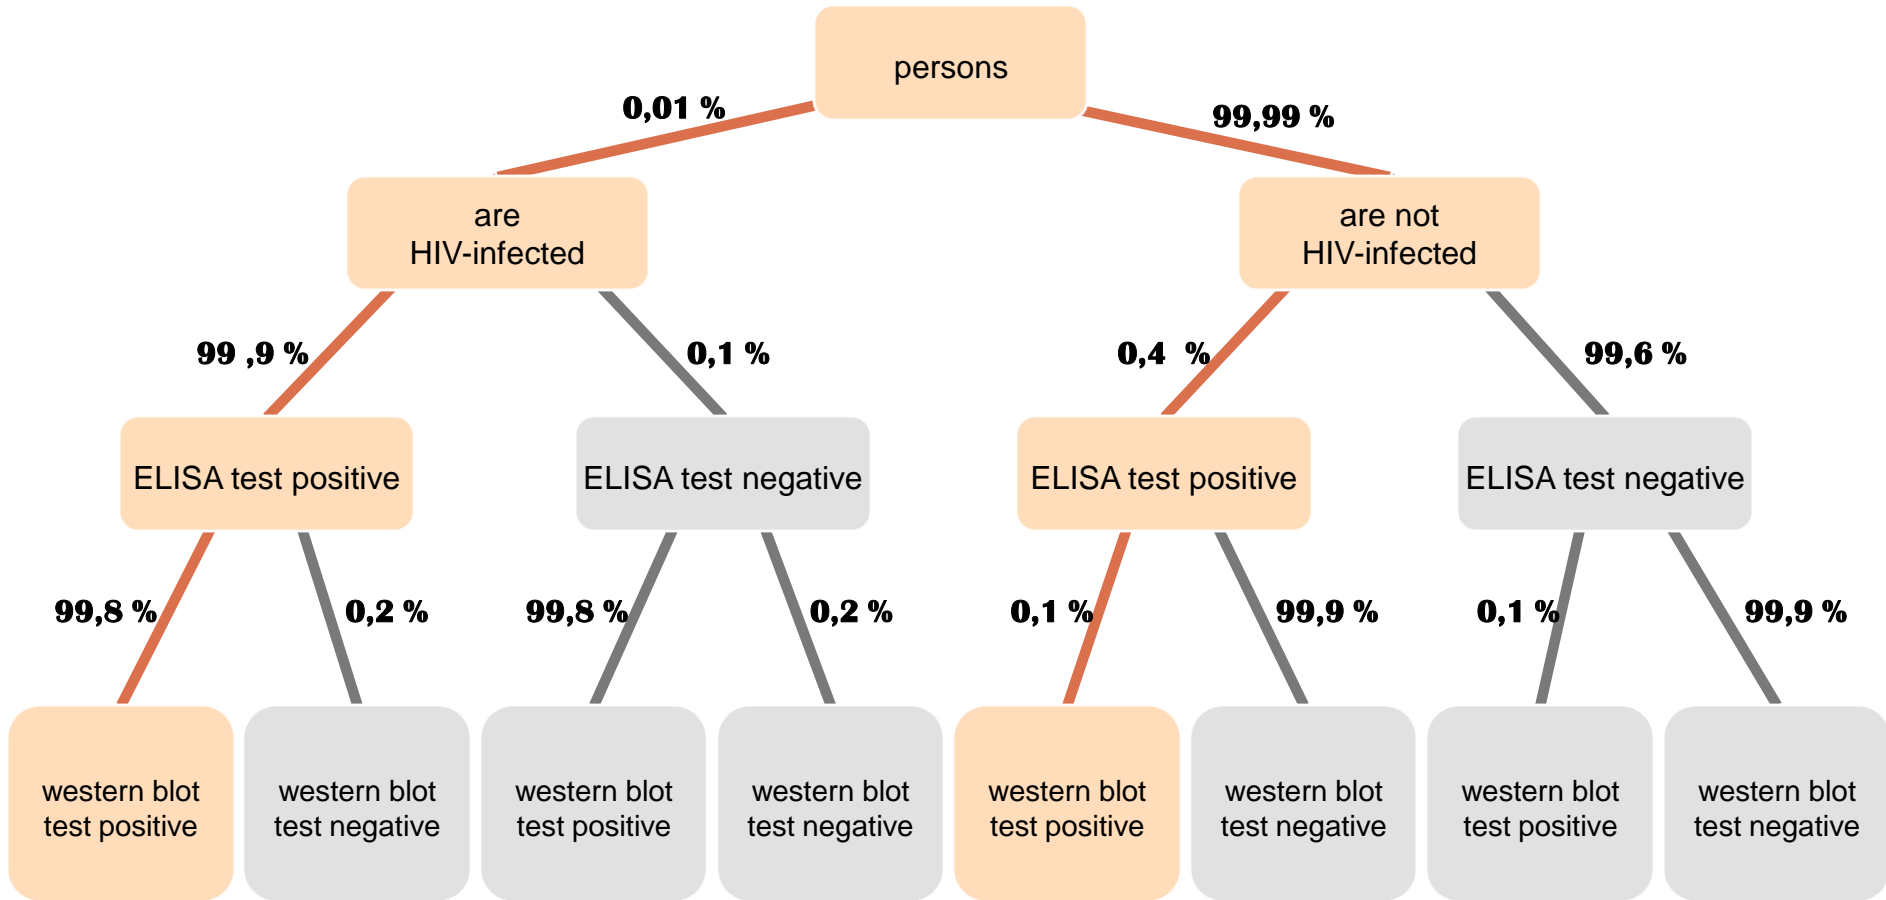 persons
0,01 %
99,99 %
are
HIV-infected
are not
HIV-infected
99 ,9 %
0,1 %
0,4 %
99,6 %
ELISA test positive
ELISA test negative
ELISA test positive
ELISA test negative
99,8 %
0,2 %
99,8 %
0,2 %
0,1 %
99,9 %
0,1 %
99,9 %
western blot
test positive
western blot
test negative
western blot
test positive
western blot
test negative
western blot
test positive
western blot
test negative
western blot
test positive
western blot
test negative